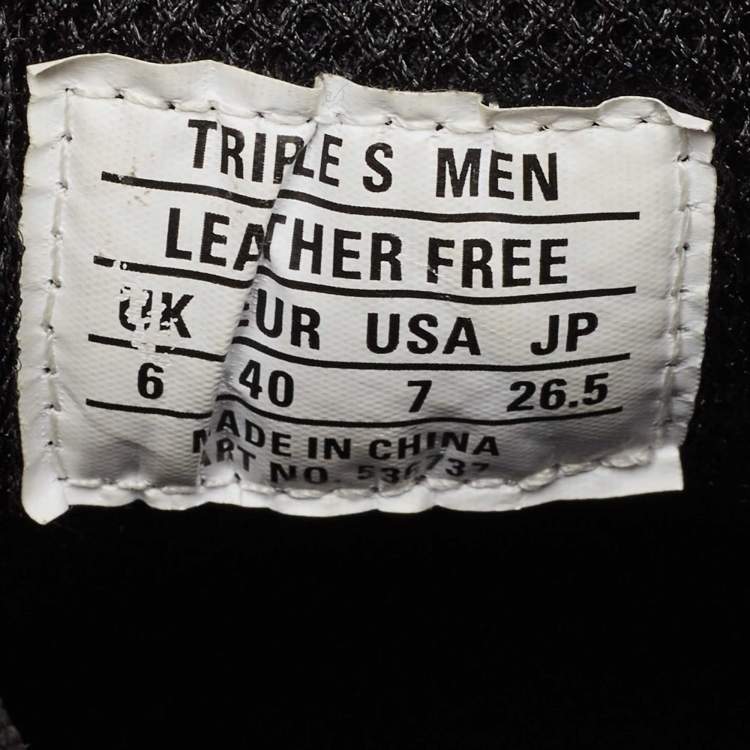 TRIPLE S MEN
LEATHER FREE
UK EUR USA JP
6 40 7 26.5
MADE IN CHINA
ART NO.